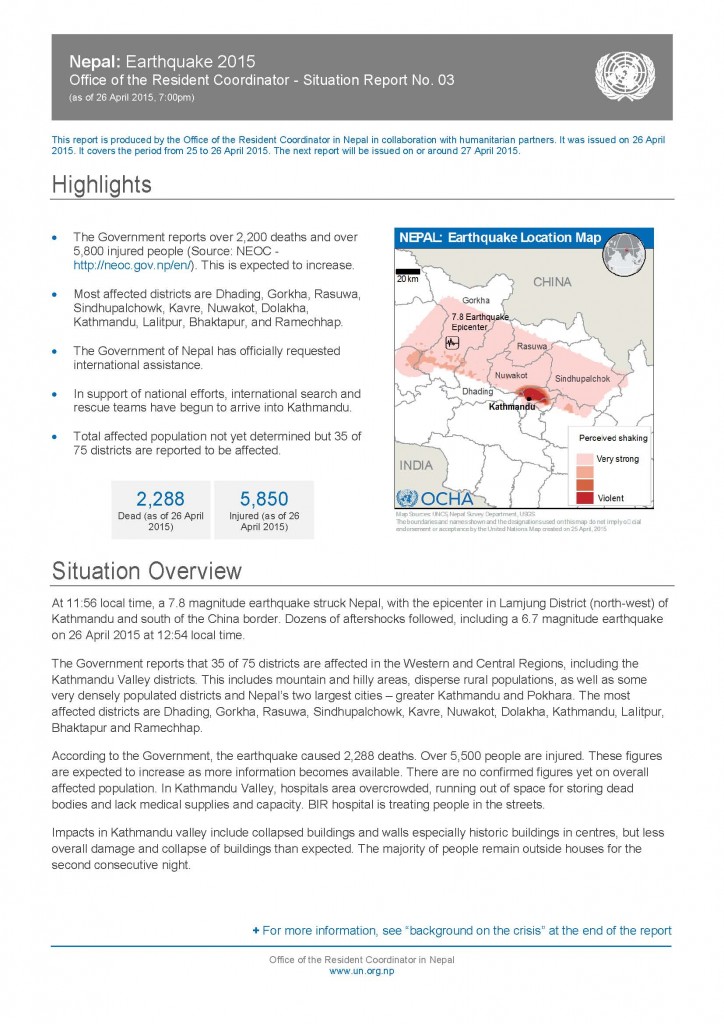 Nepal: Earthquake 2015
Office of the Resident Coordinator - Situation Report No. 03
(as of 26 April 2015, 7:00pm)
This report is produced by the Office of the Resident Coordinator in Nepal in collaboration with humanitarian partners. It was issued on 26 April
2015. It covers the period from 25 to 26 April 2015. The next report will be issued on or around 27 April 2015.
Highlights
• The Government reports over 2,200 deaths and over
5,800 injured people (Source: NEOC -
http://neoc.gov.np/en/). This is expected to increase.
• Most affected districts are Dhading, Gorkha, Rasuwa,
Sindhupalchowk, Kavre, Nuwakot, Dolakha,
Kathmandu, Lalitpur, Bhaktapur, and Ramechhap.
• The Government of Nepal has officially requested
international assistance.
• In support of national efforts, international search and
rescue teams have begun to arrive into Kathmandu.
• Total affected population not yet determined but 35 of
75 districts are reported to be affected.
2,288
Dead (as of 26 April
2015)
5,850
Injured (as of 26
April 2015)
NEPAL: Earthquake Location Map
20 km
CHINA
Gorkha
7.8 Earthquake
Epicenter
Rasuwa
Nuwakot
Sindhupalchok
Dhading
Kathmandu
Perceived shaking
Very strong
Violent
INDIA
OCHA
Map Sources: UNCS, Nepal Survey Department, USGS
The boundaries and names shown and the designations used on this map do not imply official
endorsement or acceptance by the United Nations. Map created on 25 April, 2015
Situation Overview
At 11:56 local time, a 7.8 magnitude earthquake struck Nepal, with the epicenter in Lamjung District (north-west) of
Kathmandu and south of the China border. Dozens of aftershocks followed, including a 6.7 magnitude earthquake
on 26 April 2015 at 12:54 local time.
The Government reports that 35 of 75 districts are affected in the Western and Central Regions, including the
Kathmandu Valley districts. This includes mountain and hilly areas, disperse rural populations, as well as some
very densely populated districts and Nepal's two largest cities – greater Kathmandu and Pokhara. The most
affected districts are Dhading, Gorkha, Rasuwa, Sindhupalchowk, Kavre, Nuwakot, Dolakha, Kathmandu, Lalitpur,
Bhaktapur and Ramechhap.
According to the Government, the earthquake caused 2,288 deaths. Over 5,500 people are injured. These figures
are expected to increase as more information becomes available. There are no confirmed figures yet on overall
affected population. In Kathmandu Valley, hospitals area overcrowded, running out of space for storing dead
bodies and lack medical supplies and capacity. BIR hospital is treating people in the streets.
Impacts in Kathmandu valley include collapsed buildings and walls especially historic buildings in centres, but less
overall damage and collapse of buildings than expected. The majority of people remain outside houses for the
second consecutive night.
+ For more information, see "background on the crisis" at the end of the report
Office of the Resident Coordinator in Nepal
www.un.org.np